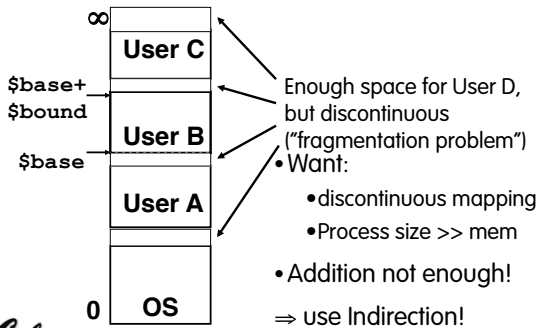 ∞
User C
$base+
$bound
User B
$base
User A
0
OS
Enough space for User D,
but discontinuous
("fragmentation problem")
•Want:
•discontinuous mapping
•Process size >> mem
•Addition not enough!
⇒ use Indirection!